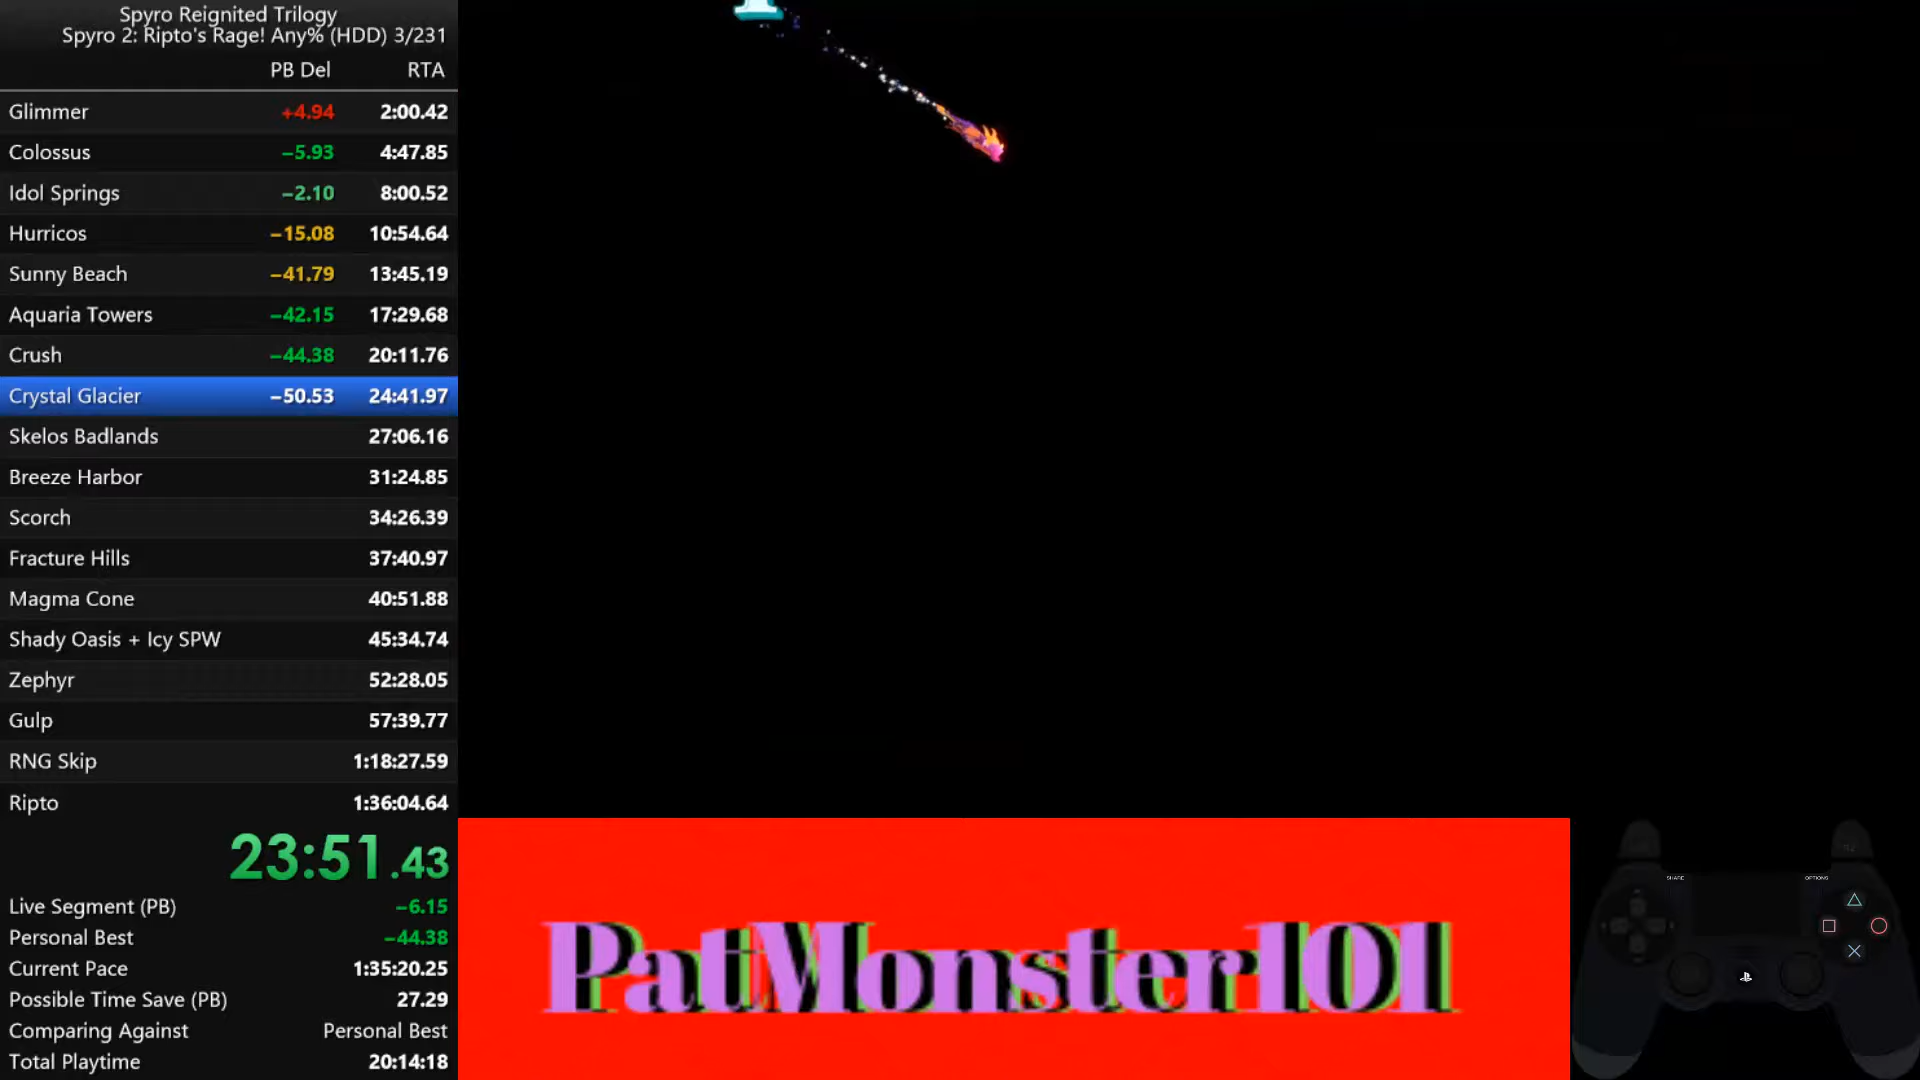 Spyro Reignited Trilogy
Spyro 2: Ripto's Rage! Any% (HDD) 3/231
PB Del RTA
Glimmer +4.94 2:00.42
Colossus −5.93 4:47.85
Idol Springs −2.10 8:00.52
Hurricos −15.08 10:54.64
Sunny Beach −41.79 13:45.19
Aquaria Towers −42.15 17:29.68
Crush −44.38 20:11.76
Crystal Glacier −50.53 24:41.97
Skelos Badlands 27:06.16
Breeze Harbor 31:24.85
Scorch 34:26.39
Fracture Hills 37:40.97
Magma Cone 40:51.88
Shady Oasis + Icy SPW 45:34.74
Zephyr 52:28.05
Gulp 57:39.77
RNG Skip 1:18:27.59
Ripto 1:36:04.64
23:51.43
Live Segment (PB) −6.15
Personal Best −44.38
Current Pace 1:35:20.25
Possible Time Save (PB) 27.29
Comparing Against Personal Best
Total Playtime 20:14:18
PatMonster101
SHARE OPTIONS